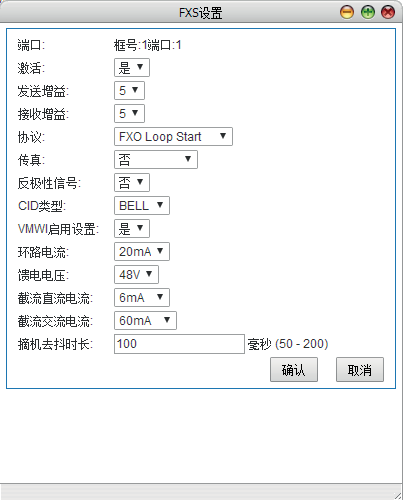 FXS设置
端口: 框号:1端口:1
激活: 是
发送增益: 5
接收增益: 5
协议: FXO Loop Start
传真: 否
反极性信号: 否
CID类型: BELL
VMWI启用设置: 是
环路电流: 20mA
馈电电压: 48V
截流直流电流: 6mA
截流交流电流: 60mA
摘机去抖时长: 100 毫秒 (50 - 200)
确认 取消